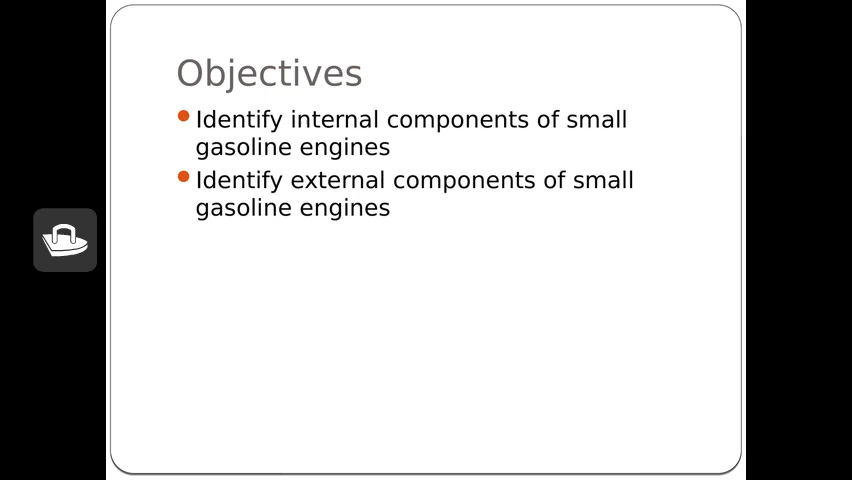 Objectives
Identify internal components of small
gasoline engines
Identify external components of small
gasoline engines